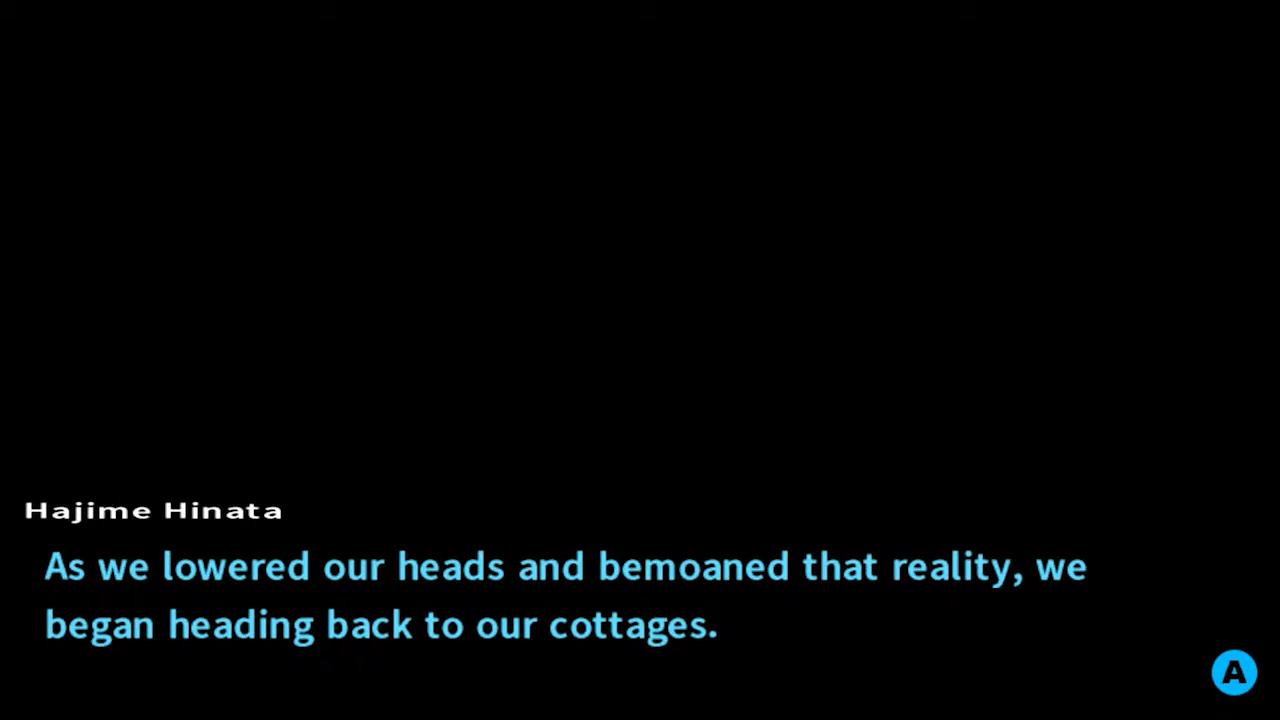 Hajime Hinata
As we lowered our heads and bemoaned that reality, we
began heading back to our cottages.
A